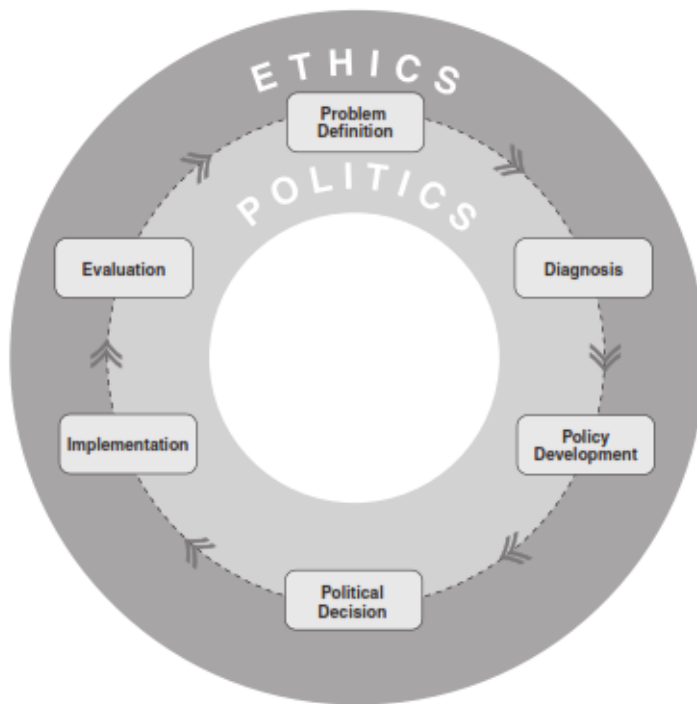 ETHICS
Problem
Definition
POLITICS
Evaluation
Diagnosis
Implementation
Policy
Development
Political
Decision